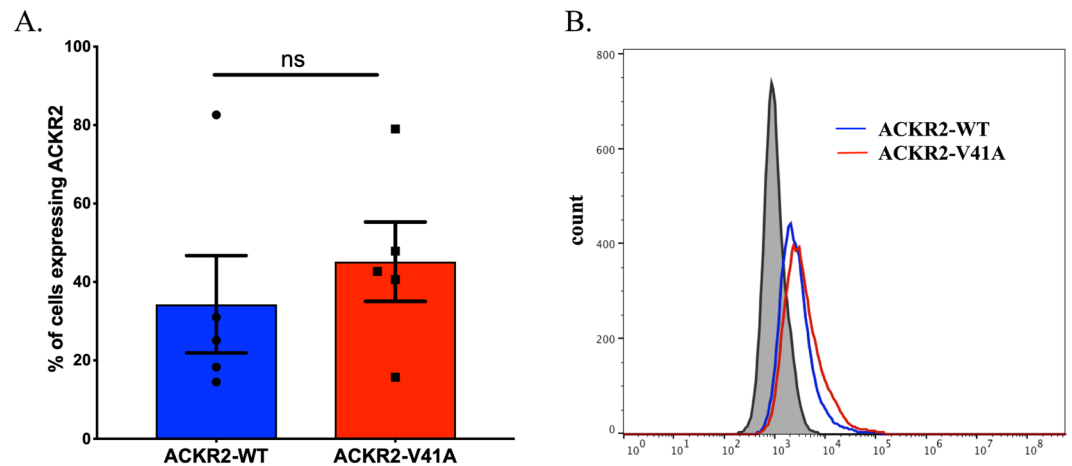 A.
ns
% of cells expressing ACKR2
100
80
60
40
20
0
ACKR2-WT
ACKR2-V41A
B.
count
800
600
400
200
0
ACKR2-WT
ACKR2-V41A
10^0
10^1
10^2
10^3
10^4
10^5
10^6
10^7
10^8